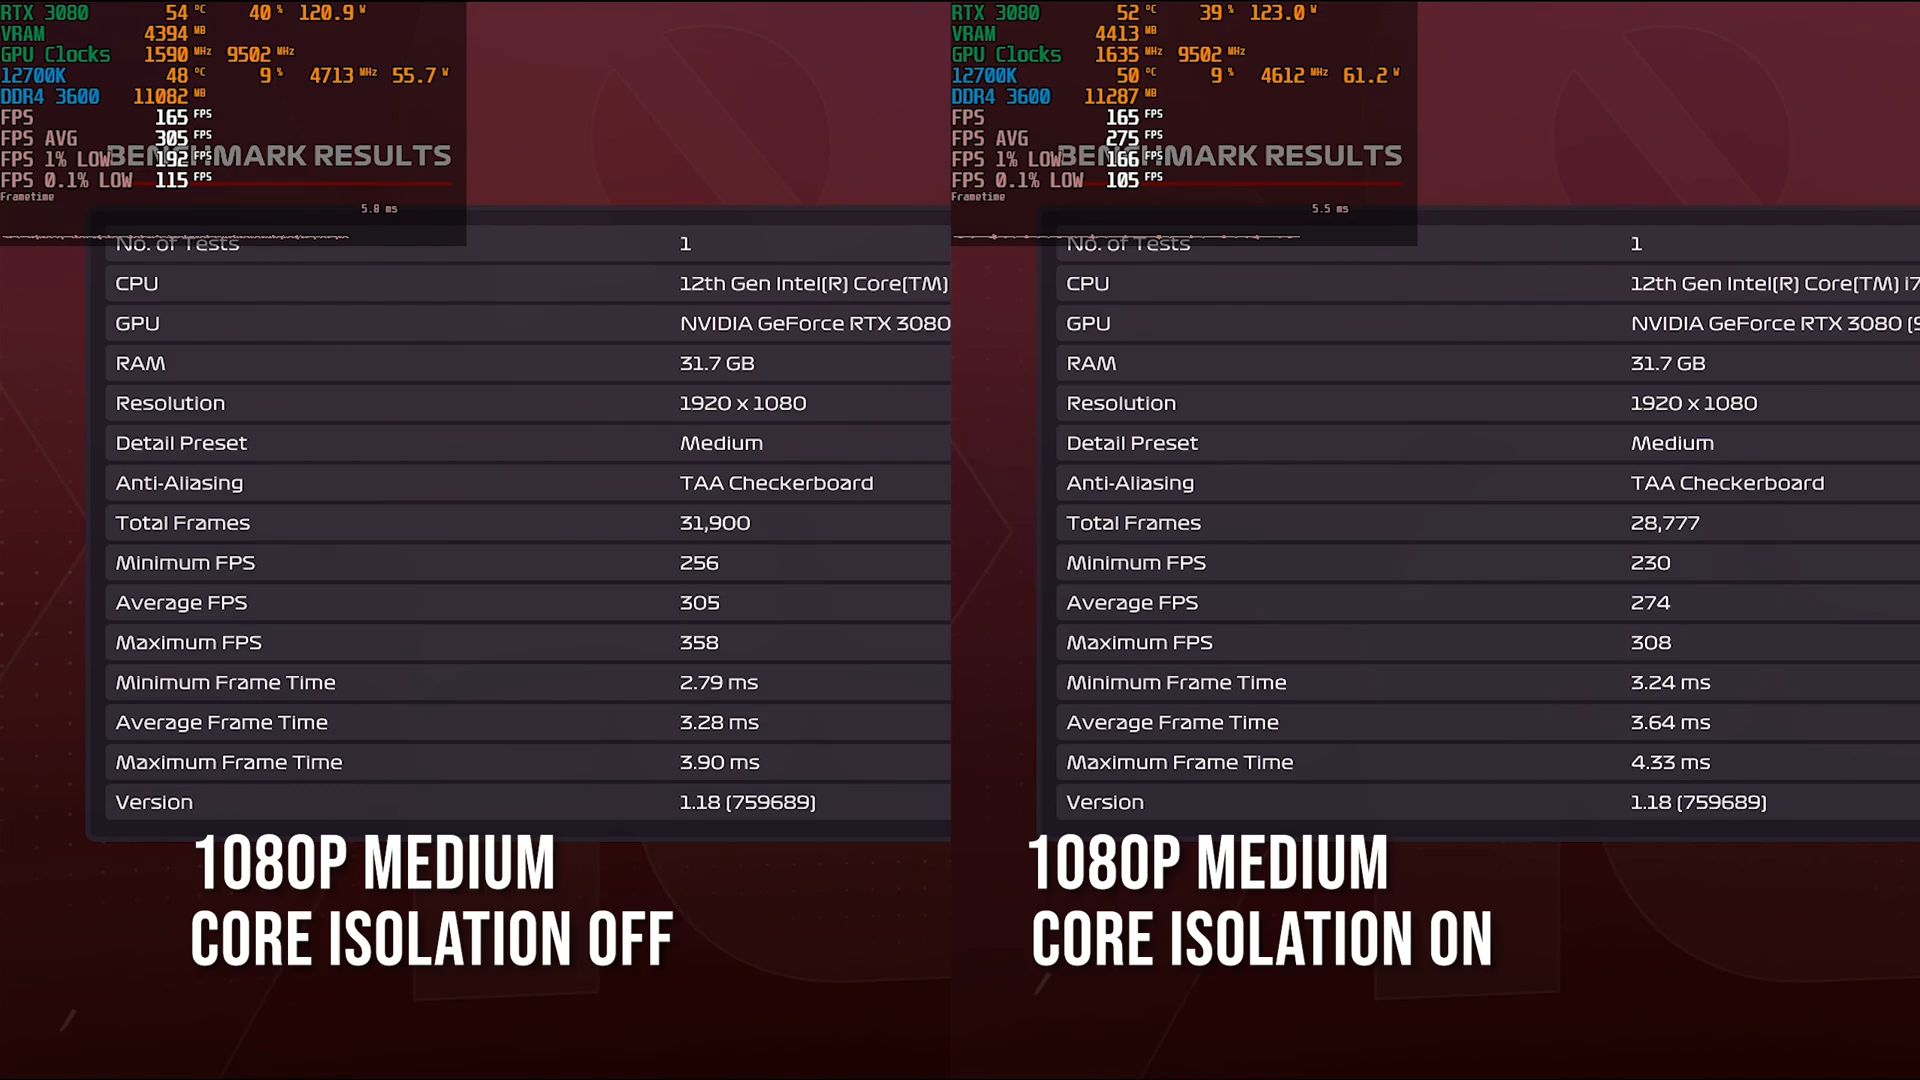 RTX 3080 54 °C 40 % 120.9 W
VRAM 4394 MB
GPU Clocks 1590 MHz 9502 MHz
12700K 48 °C 9 % 4713 MHz 55.7 W
DDR4 3600 11082 MB
FPS 165 FPS
FPS AVG 305 FPS
FPS 1% LOW 192 FPS
BENCHMARK RESULTS
FPS 0.1% LOW 115 FPS
Frametime
5.8 ms
No. of Tests 1
CPU 12th Gen Intel(R) Core(TM)
GPU NVIDIA GeForce RTX 3080
RAM 31.7 GB
Resolution 1920 x 1080
Detail Preset Medium
Anti-Aliasing TAA Checkerboard
Total Frames 31,900
Minimum FPS 256
Average FPS 305
Maximum FPS 358
Minimum Frame Time 2.79 ms
Average Frame Time 3.28 ms
Maximum Frame Time 3.90 ms
Version 1.18 (759689)
1080P MEDIUM
CORE ISOLATION OFF
RTX 3080 52 °C 39 % 123.0 W
VRAM 4413 MB
GPU Clocks 1635 MHz 9502 MHz
12700K 50 °C 9 % 4612 MHz 61.2 W
DDR4 3600 11287 MB
FPS 165 FPS
FPS AVG 275 FPS
FPS 1% LOW 166 FPS
BENCHMARK RESULTS
FPS 0.1% LOW 105 FPS
Frametime
5.5 ms
No. of Tests 1
CPU 12th Gen Intel(R) Core(TM) i7
GPU NVIDIA GeForce RTX 3080 (
RAM 31.7 GB
Resolution 1920 x 1080
Detail Preset Medium
Anti-Aliasing TAA Checkerboard
Total Frames 28,777
Minimum FPS 230
Average FPS 274
Maximum FPS 308
Minimum Frame Time 3.24 ms
Average Frame Time 3.64 ms
Maximum Frame Time 4.33 ms
Version 1.18 (759689)
1080P MEDIUM
CORE ISOLATION ON